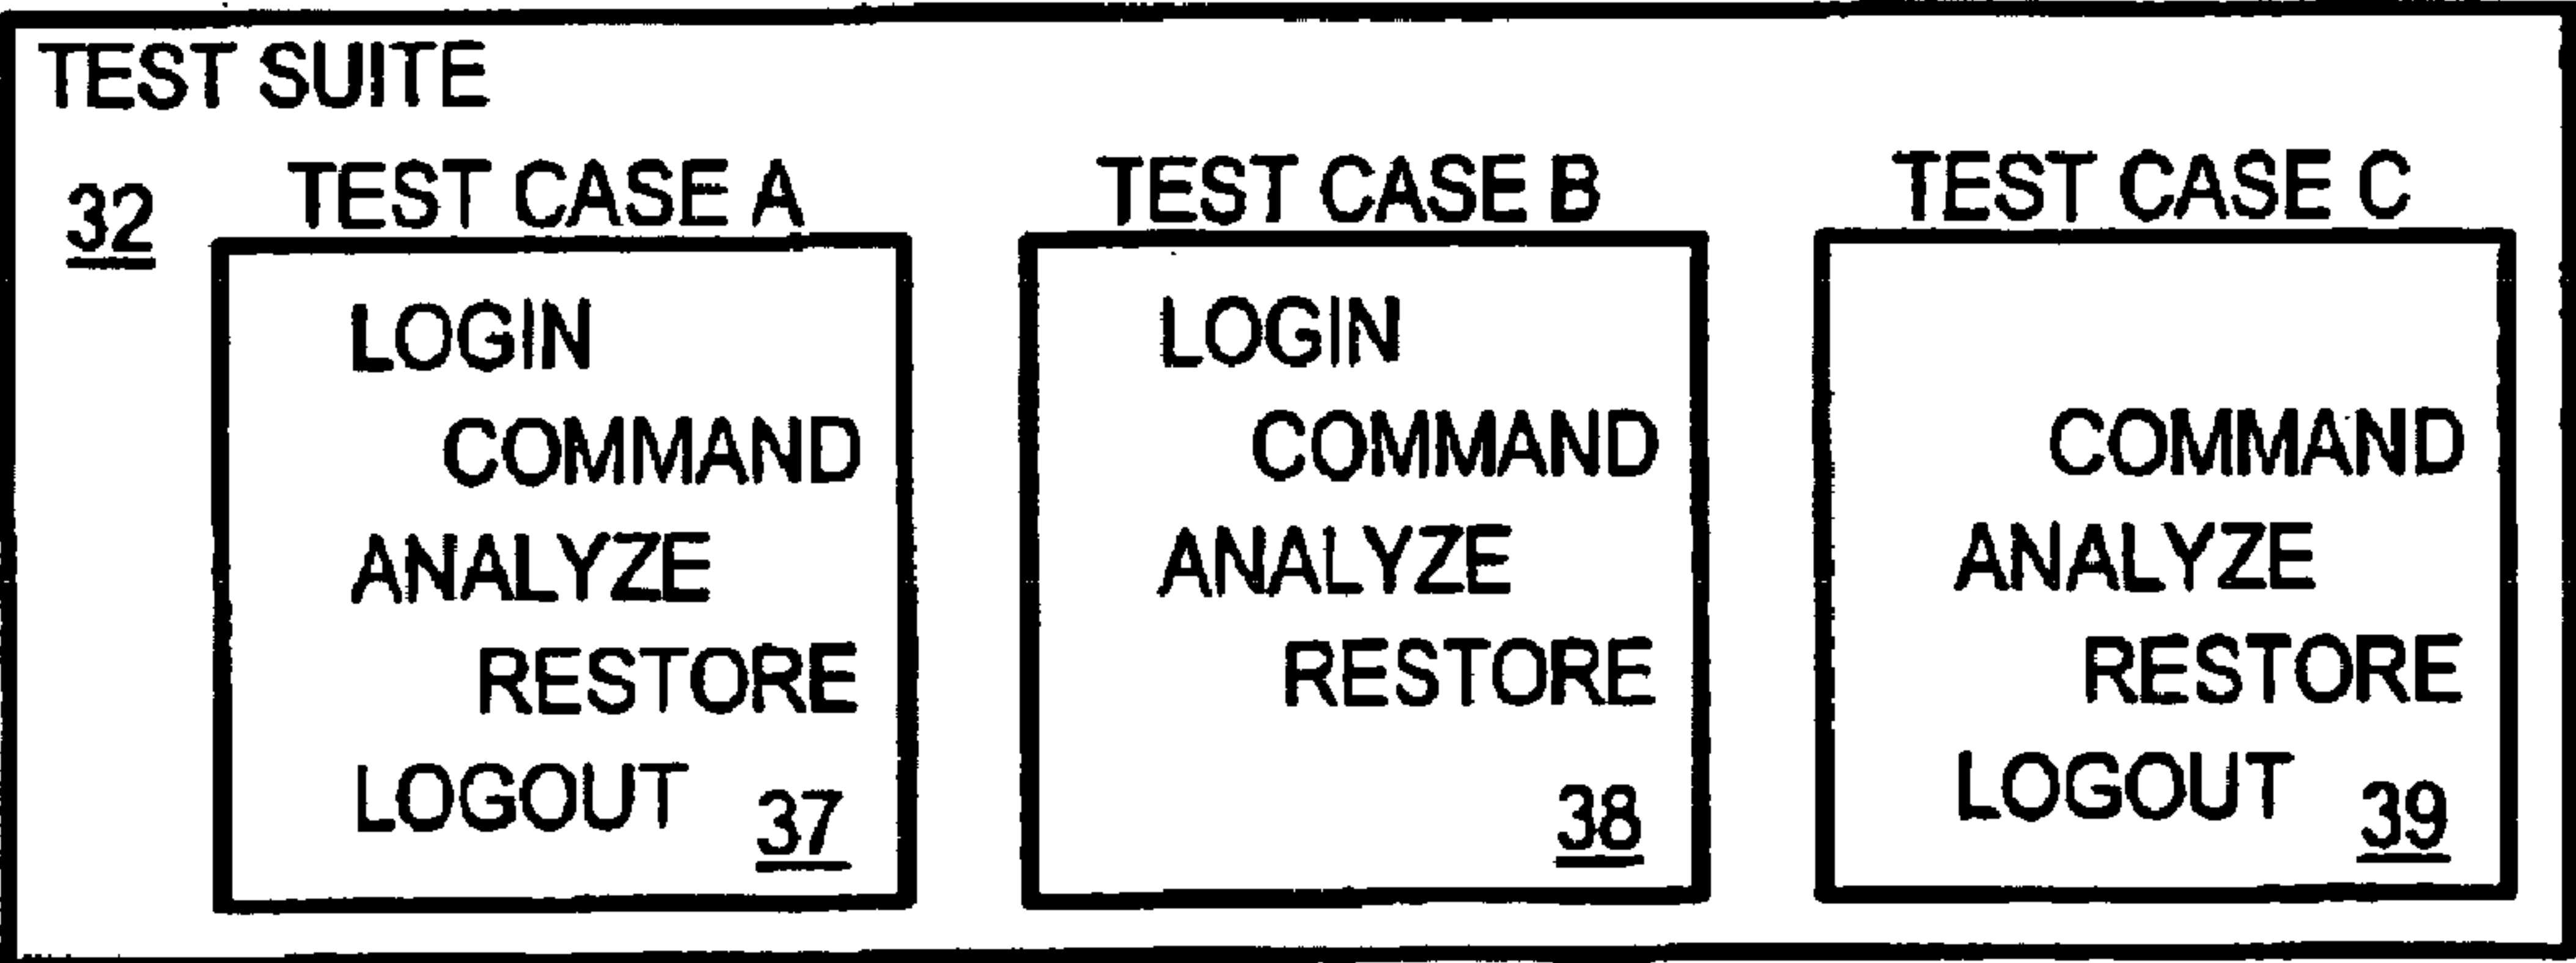 TEST SUITE
32
TEST CASE A
LOGIN
COMMAND
ANALYZE
RESTORE
LOGOUT
37
TEST CASE B
LOGIN
COMMAND
ANALYZE
RESTORE
38
TEST CASE C
COMMAND
ANALYZE
RESTORE
LOGOUT
39